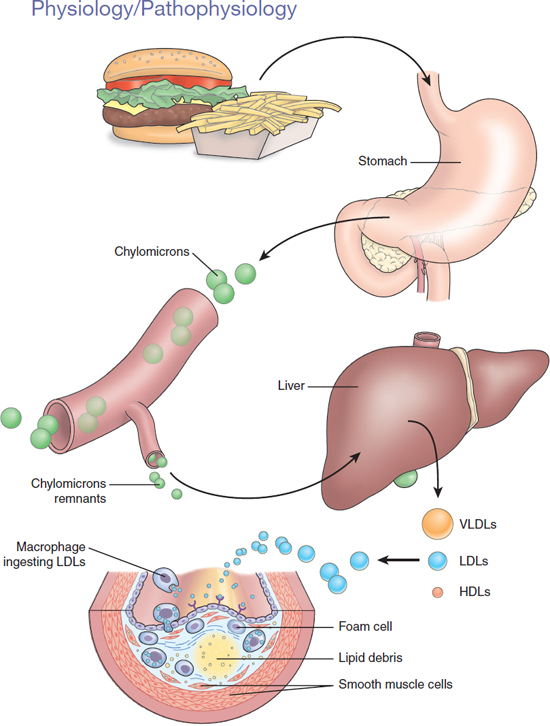 Physiology/Pathophysiology
Stomach
Chylomicrons
Liver
Chylomicrons
remnants
VLDLs
Macrophage
ingesting LDLs
LDLs
HDLs
Foam cell
Lipid debris
Smooth muscle cells